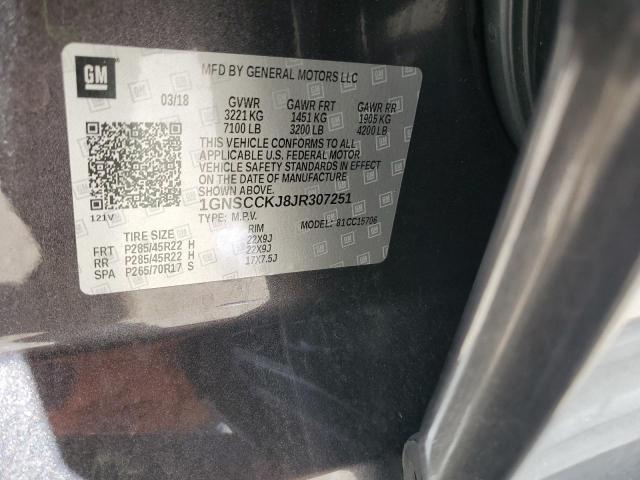 GM
MFD BY GENERAL MOTORS LLC
03/18 GVWR GAWR FRT GAWR RR
3221 KG 1451 KG 1905 KG
7100 LB 3200 LB 4200 LB
THIS VEHICLE CONFORMS TO ALL
APPLICABLE U.S. FEDERAL MOTOR
VEHICLE SAFETY STANDARDS IN EFFECT
ON THE DATE OF MANUFACTURE
SHOWN ABOVE.
1GNSCCKJ8JR307251
121V TYPE: M.P.V. MODEL: 81CC15706
TIRE SIZE RIM
FRT P285/45R22 H 22X9J
RR P285/45R22 H 22X9J
SPA P265/70R17 S 17X7.5J